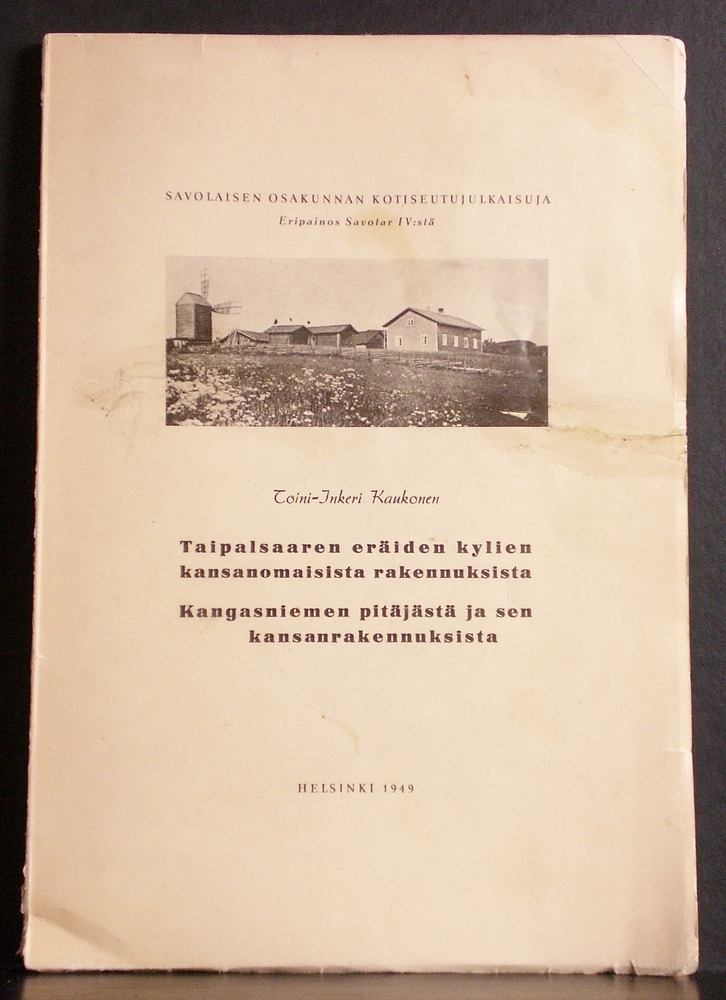 SAVOLAISEN OSAKUNNAN KOTISEUTUJULKAISUJA
Eripainos Savotar IV:stä
Toini-Inkeri Kaukonen
Taipalsaaren eräiden kylien
kansanomaisista rakennuksista
Kangasniemen pitäjästä ja sen
kansanrakennuksista
HELSINKI 1949